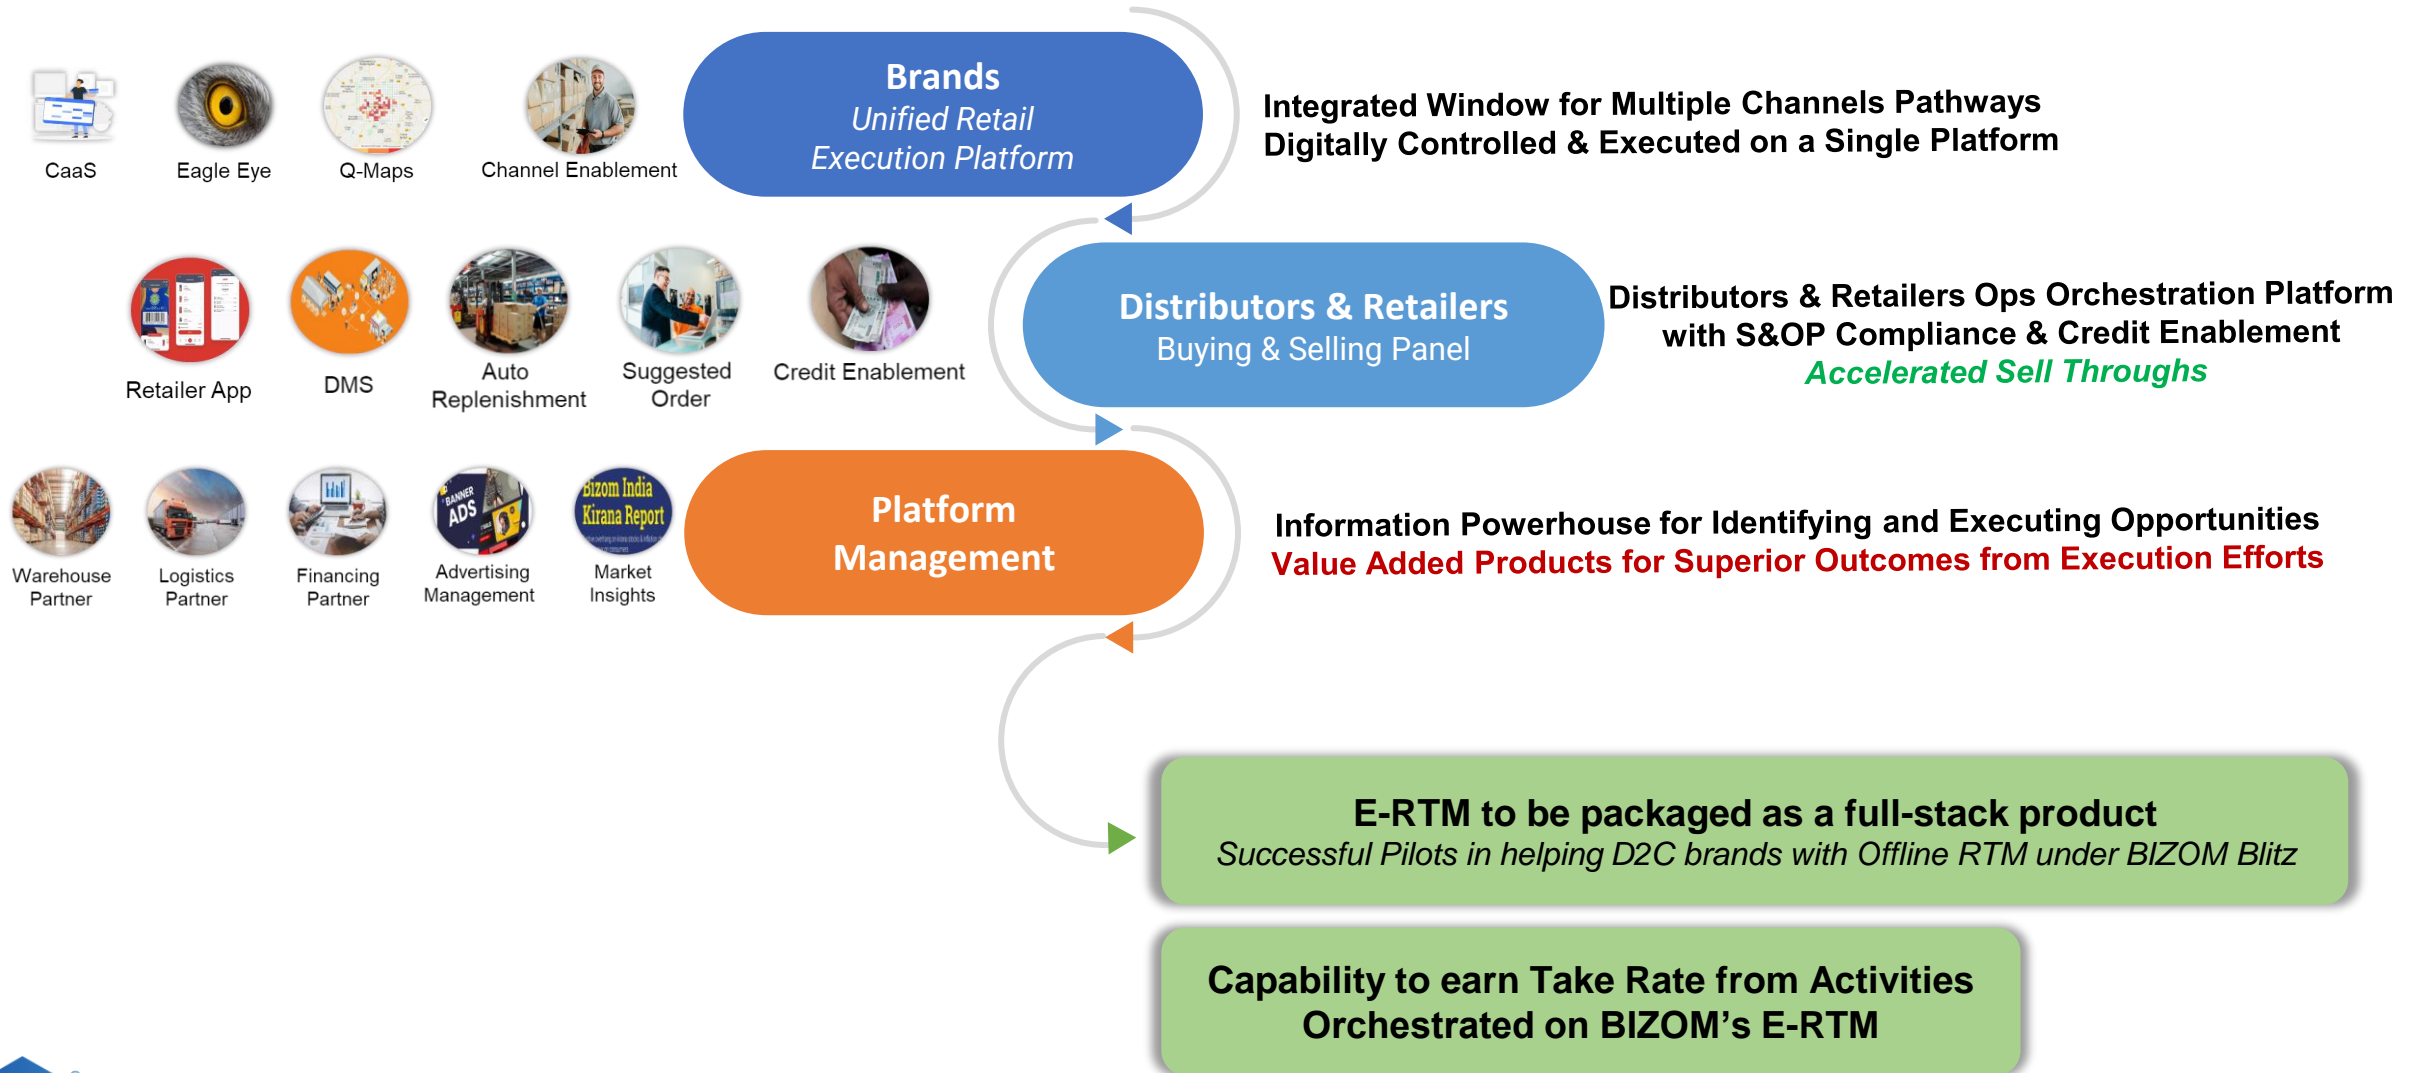 Brands
Unified Retail
Execution Platform
CaaS
Eagle Eye
Q-Maps
Channel Enablement
Integrated Window for Multiple Channels Pathways
Digitally Controlled & Executed on a Single Platform
Distributors & Retailers
Buying & Selling Panel
Retailer App
DMS
Auto
Replenishment
Suggested
Order
Credit Enablement
Distributors & Retailers Ops Orchestration Platform
with S&OP Compliance & Credit Enablement
Accelerated Sell Throughs
Platform
Management
BANNER
ADS
Bizom India
Kirana Report
Warehouse
Partner
Logistics
Partner
Financing
Partner
Advertising
Management
Market
Insights
Information Powerhouse for Identifying and Executing Opportunities
Value Added Products for Superior Outcomes from Execution Efforts
E-RTM to be packaged as a full-stack product
Successful Pilots in helping D2C brands with Offline RTM under BIZOM Blitz
Capability to earn Take Rate from Activities
Orchestrated on BIZOM’s E-RTM